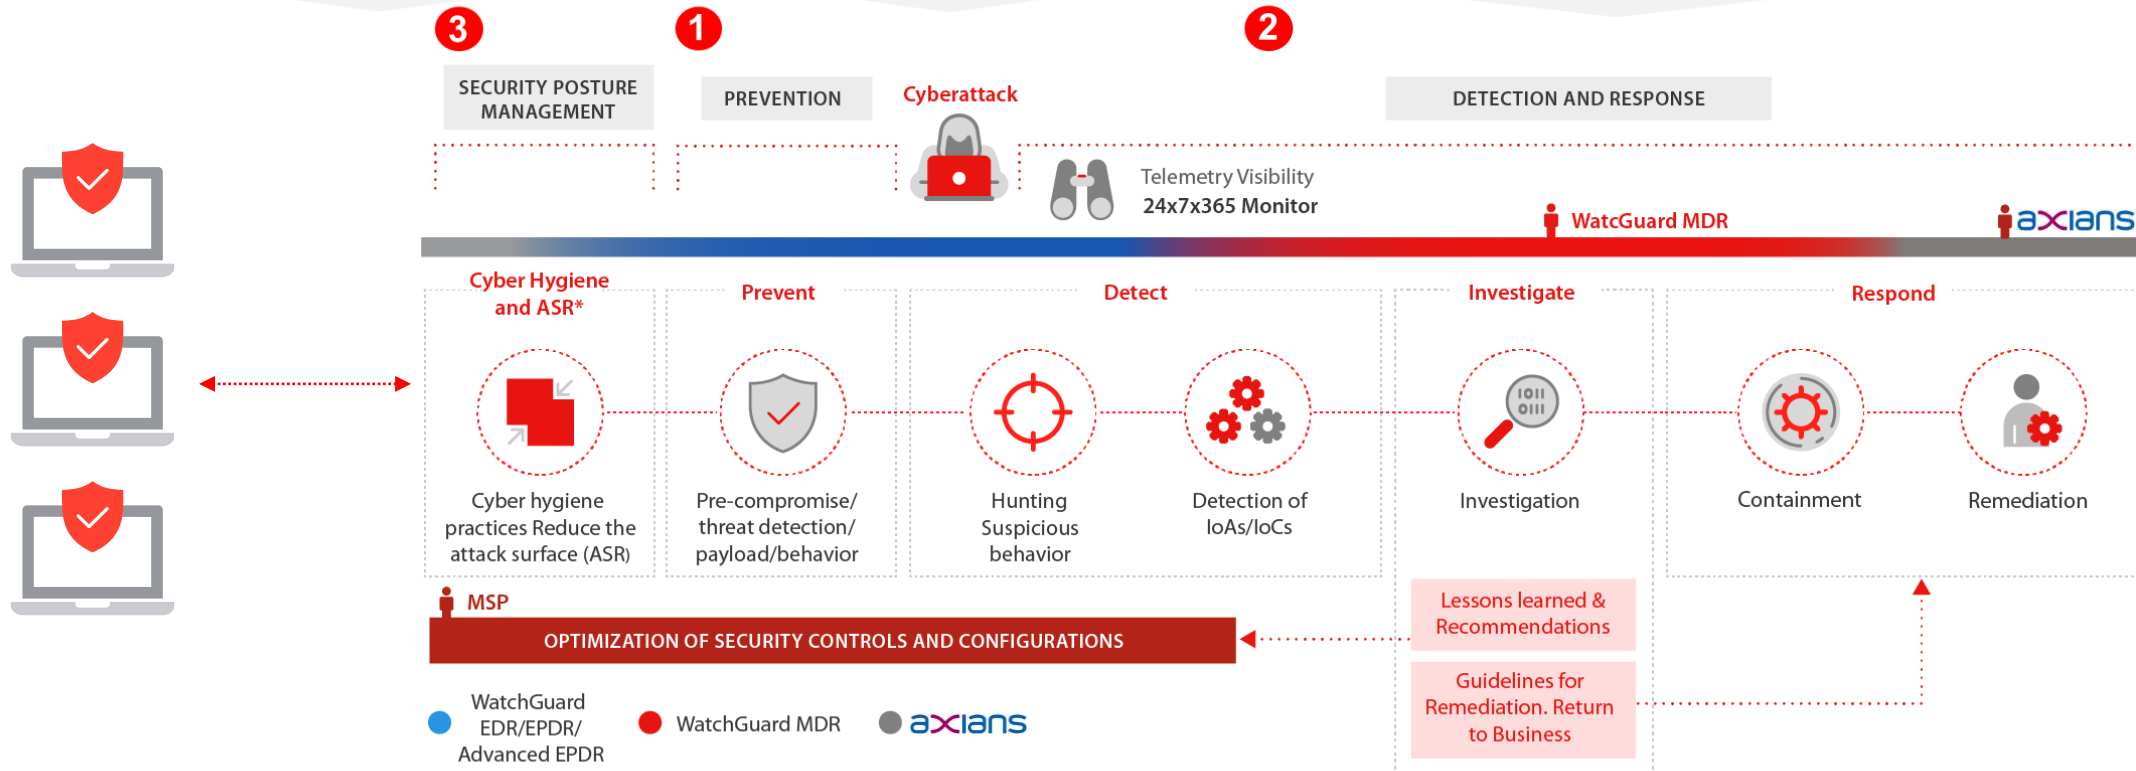 3
1
2
SECURITY POSTURE
MANAGEMENT
PREVENTION
Cyberattack
DETECTION AND RESPONSE
Telemetry Visibility
24x7x365 Monitor
WatcGuard MDR
axians
Cyber Hygiene
and ASR*
Prevent
Detect
Investigate
Respond
1011
0111
Cyber hygiene
practices Reduce the
attack surface (ASR)
Pre-compromise/
threat detection/
payload/behavior
Hunting
Suspicious
behavior
Detection of
IoAs/IoCs
Investigation
Containment
Remediation
MSP
OPTIMIZATION OF SECURITY CONTROLS AND CONFIGURATIONS
Lessons learned &
Recommendations
Guidelines for
Remediation. Return
to Business
WatchGuard
EDR/EPDR/
Advanced EPDR
WatchGuard MDR
axians